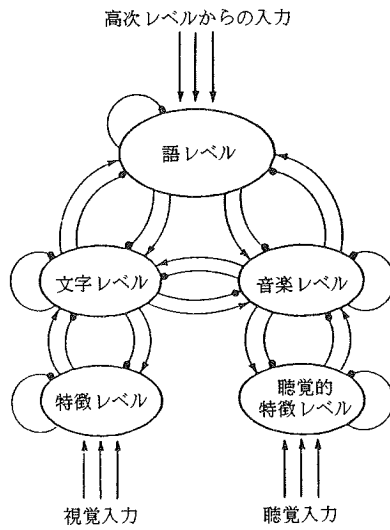 高次レベルからの入力
語レベル
文字レベル
音楽レベル
特徴レベル
聴覚的
特徴レベル
視覚入力
聴覚入力